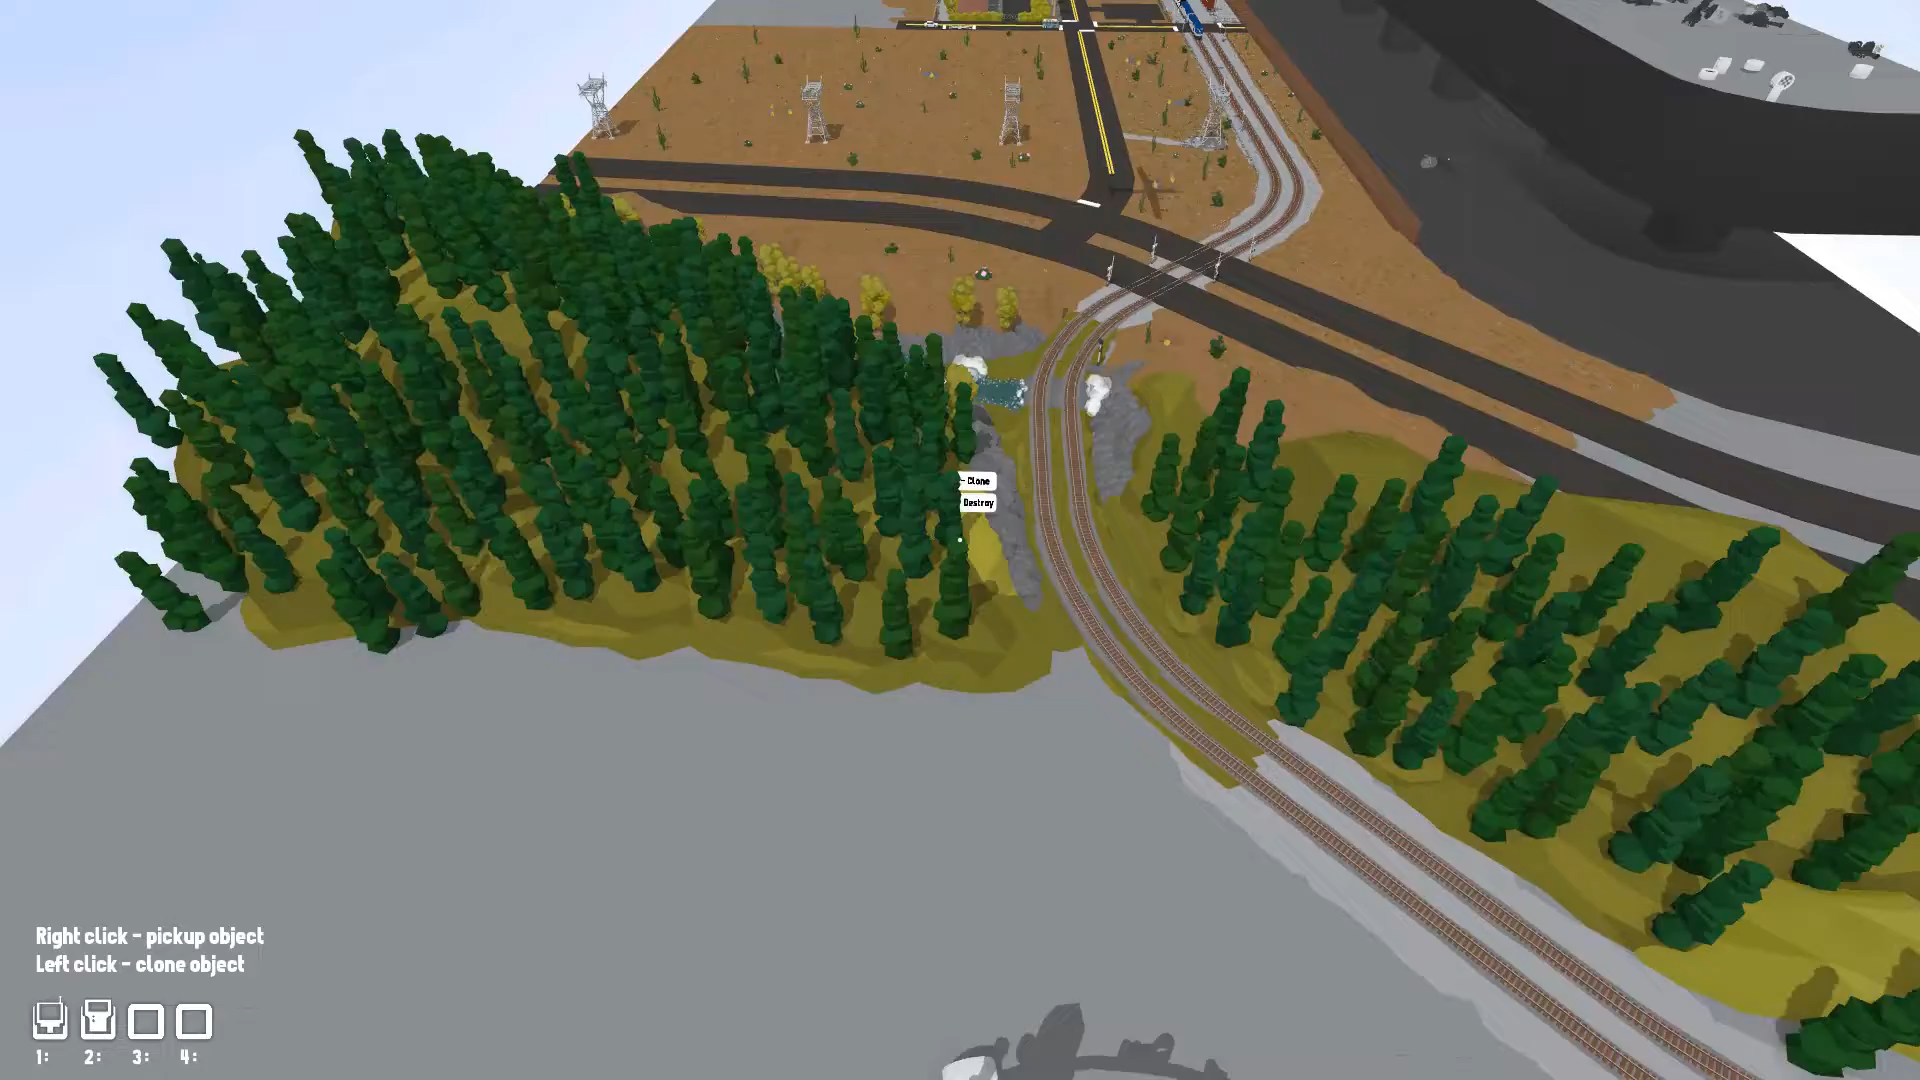 - Clone
Destroy
Right click - pickup object
Left click - clone object
1: 2: 3: 4: